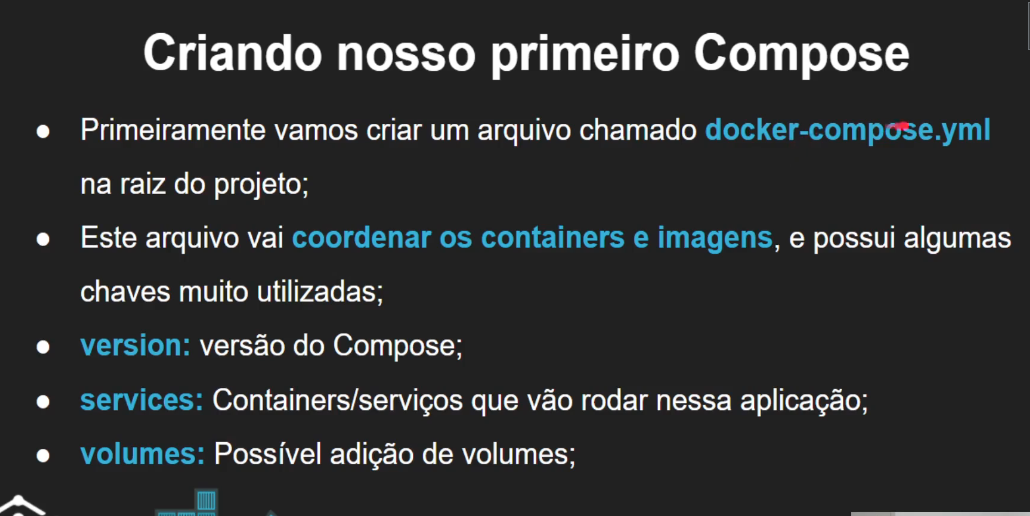 Criando nosso primeiro Compose
● Primeiramente vamos criar um arquivo chamado docker-compose.yml
na raiz do projeto;
● Este arquivo vai coordenar os containers e imagens, e possui algumas
chaves muito utilizadas;
● version: versão do Compose;
● services: Containers/serviços que vão rodar nessa aplicação;
● volumes: Possível adição de volumes;